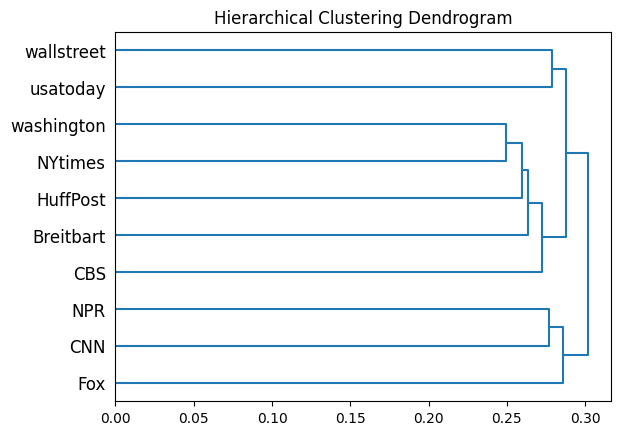 Hierarchical Clustering Dendrogram
wallstreet
usatoday
washington
NYtimes
HuffPost
Breitbart
CBS
NPR
CNN
Fox
0.00 0.05 0.10 0.15 0.20 0.25 0.30